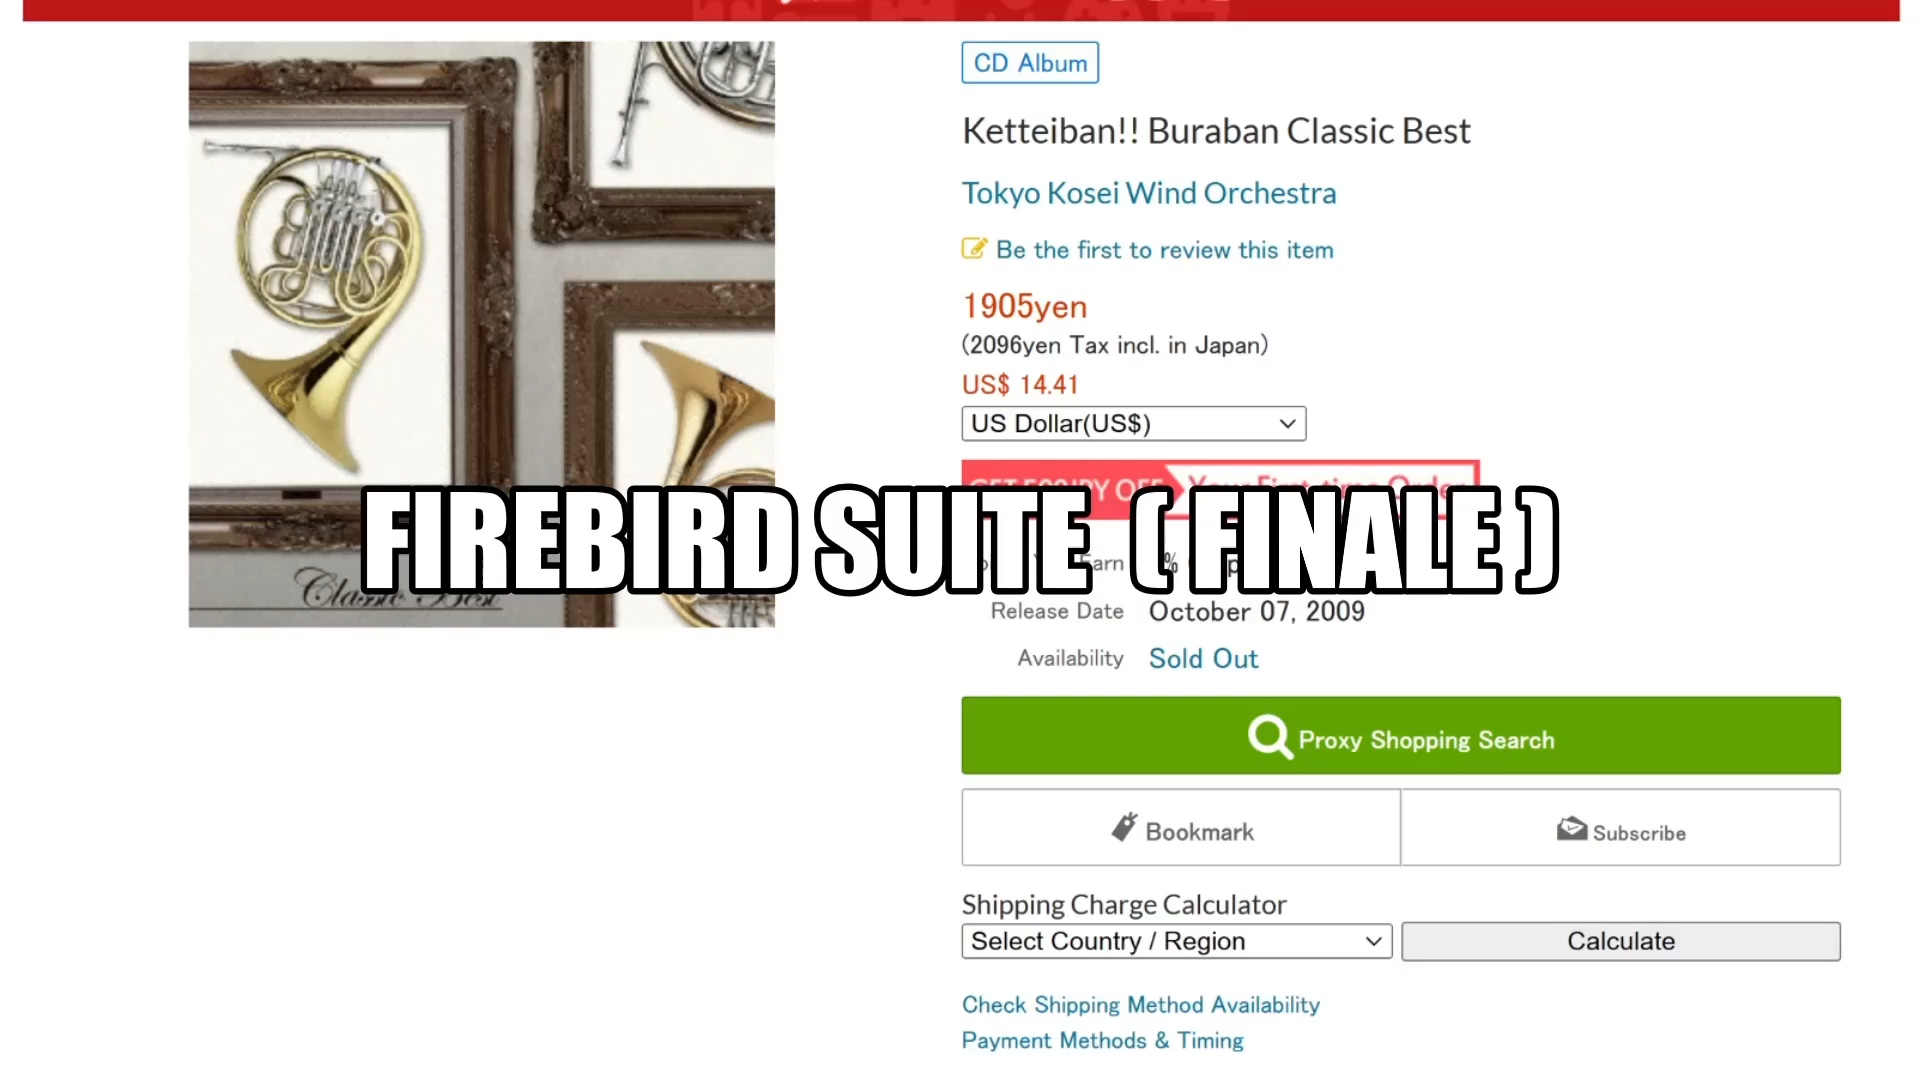 CD Album
Ketteiban!! Buraban Classic Best
Tokyo Kosei Wind Orchestra
Be the first to review this item
1905yen
(2096yen Tax incl. in Japan)
US$ 14.41
US Dollar(US$)
FIREBIRD SUITE ( FINALE )
Earn
Classic Best
Release Date October 07, 2009
Availability Sold Out
Proxy Shopping Search
Bookmark
Subscribe
Shipping Charge Calculator
Select Country / Region
Calculate
Check Shipping Method Availability
Payment Methods & Timing